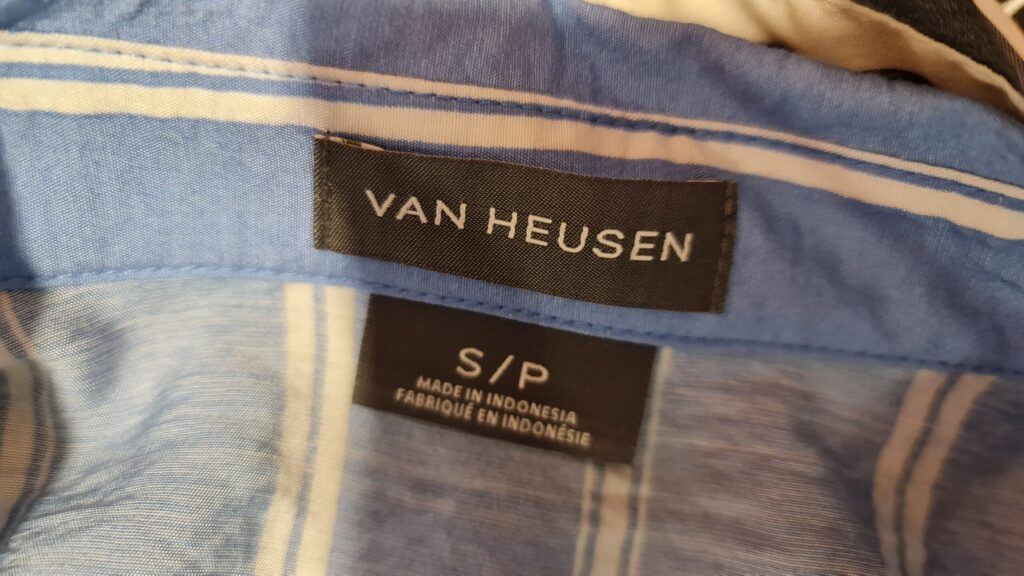 VAN HEUSEN
S/P
MADE IN INDONESIA
FABRIQUÉ EN INDONÉSIE